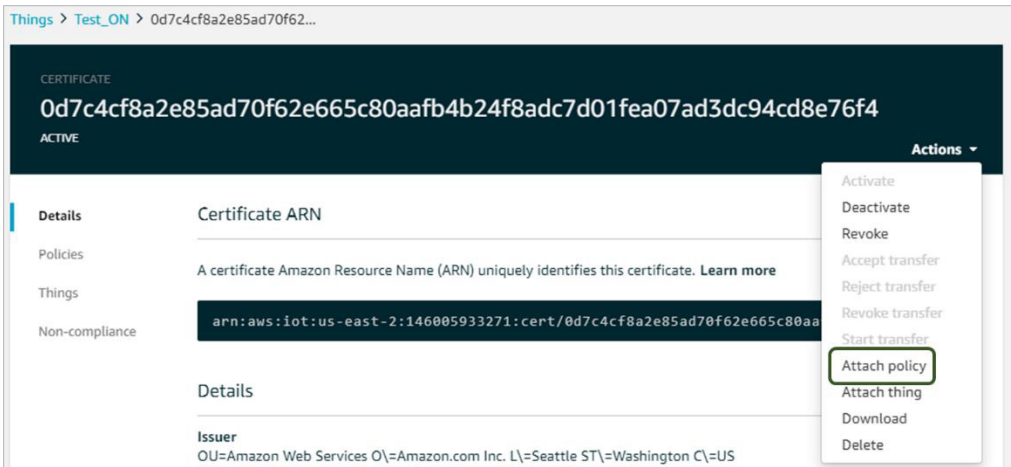 Things > Test_ON > 0d7c4cf8a2e85ad70f62...
CERTIFICATE
0d7c4cf8a2e85ad70f62e665c80aafb4b24f8adc7d01fea07ad3dc94cd8e76f4
ACTIVE
Actions
Activate
Deactivate
Revoke
Accept transfer
Reject transfer
Revoke transfer
Start transfer
Attach policy
Attach thing
Download
Delete
Details
Policies
Things
Non-compliance
Certificate ARN
A certificate Amazon Resource Name (ARN) uniquely identifies this certificate. Learn more
arn:aws:iot:us-east-2:146005933271:cert/0d7c4cf8a2e85ad70f62e665c80aa
Details
Issuer
OU=Amazon Web Services O\=Amazon.com Inc. L\=Seattle ST\=Washington C\=US